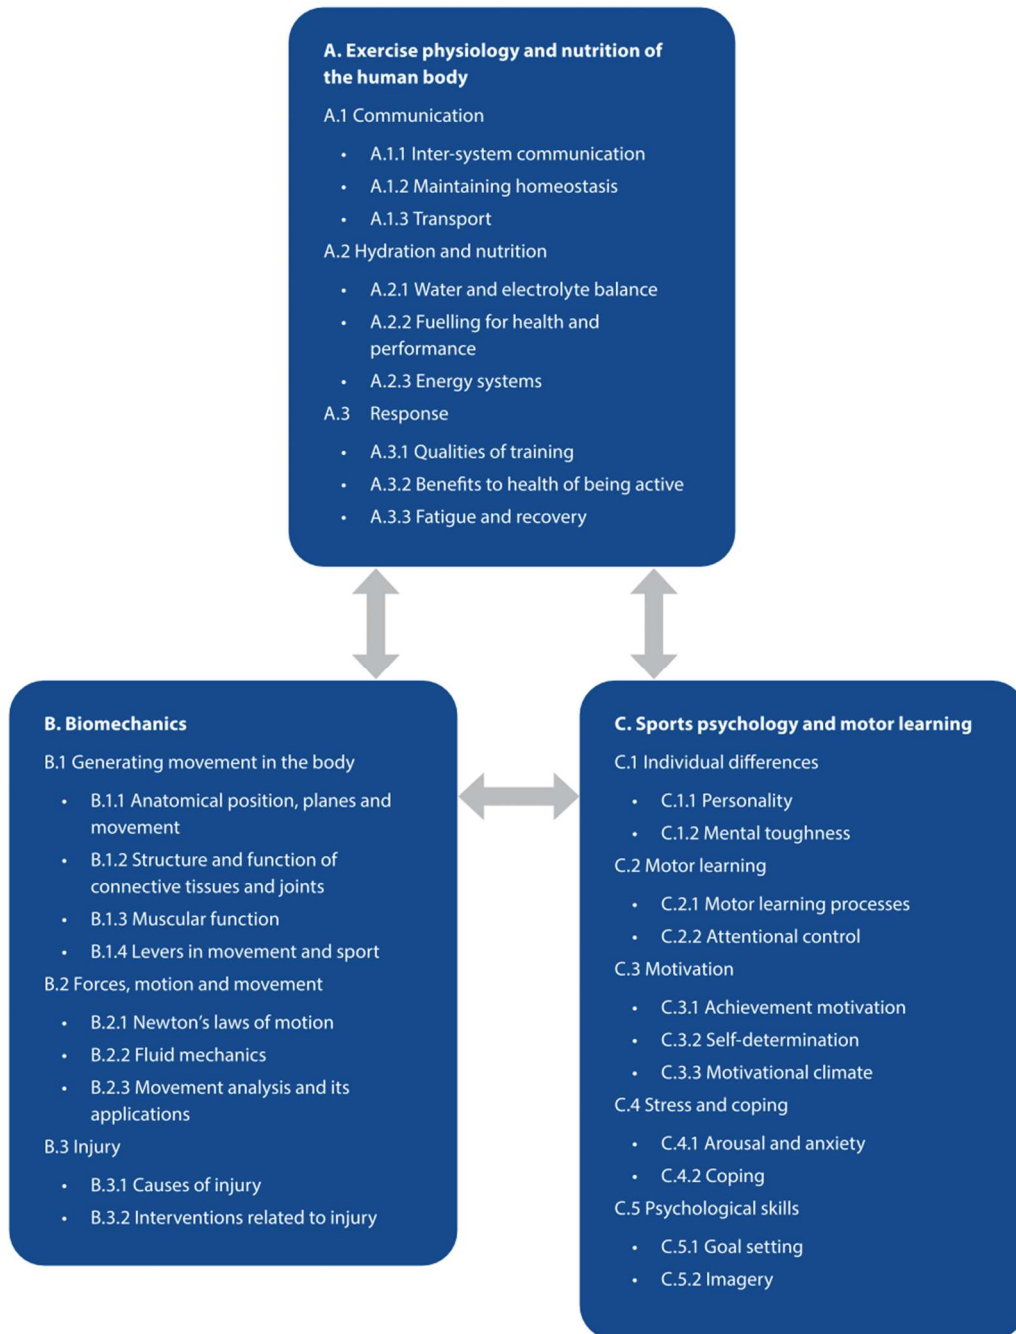 A. Exercise physiology and nutrition of
the human body
A.1 Communication
• A.1.1 Inter-system communication
• A.1.2 Maintaining homeostasis
• A.1.3 Transport
A.2 Hydration and nutrition
• A.2.1 Water and electrolyte balance
• A.2.2 Fuelling for health and
performance
• A.2.3 Energy systems
A.3 Response
• A.3.1 Qualities of training
• A.3.2 Benefits to health of being active
• A.3.3 Fatigue and recovery
B. Biomechanics
B.1 Generating movement in the body
• B.1.1 Anatomical position, planes and
movement
• B.1.2 Structure and function of
connective tissues and joints
• B.1.3 Muscular function
• B.1.4 Levers in movement and sport
B.2 Forces, motion and movement
• B.2.1 Newton’s laws of motion
• B.2.2 Fluid mechanics
• B.2.3 Movement analysis and its
applications
B.3 Injury
• B.3.1 Causes of injury
• B.3.2 Interventions related to injury
C. Sports psychology and motor learning
C.1 Individual differences
• C.1.1 Personality
• C.1.2 Mental toughness
C.2 Motor learning
• C.2.1 Motor learning processes
• C.2.2 Attentional control
C.3 Motivation
• C.3.1 Achievement motivation
• C.3.2 Self-determination
• C.3.3 Motivational climate
C.4 Stress and coping
• C.4.1 Arousal and anxiety
• C.4.2 Coping
C.5 Psychological skills
• C.5.1 Goal setting
• C.5.2 Imagery